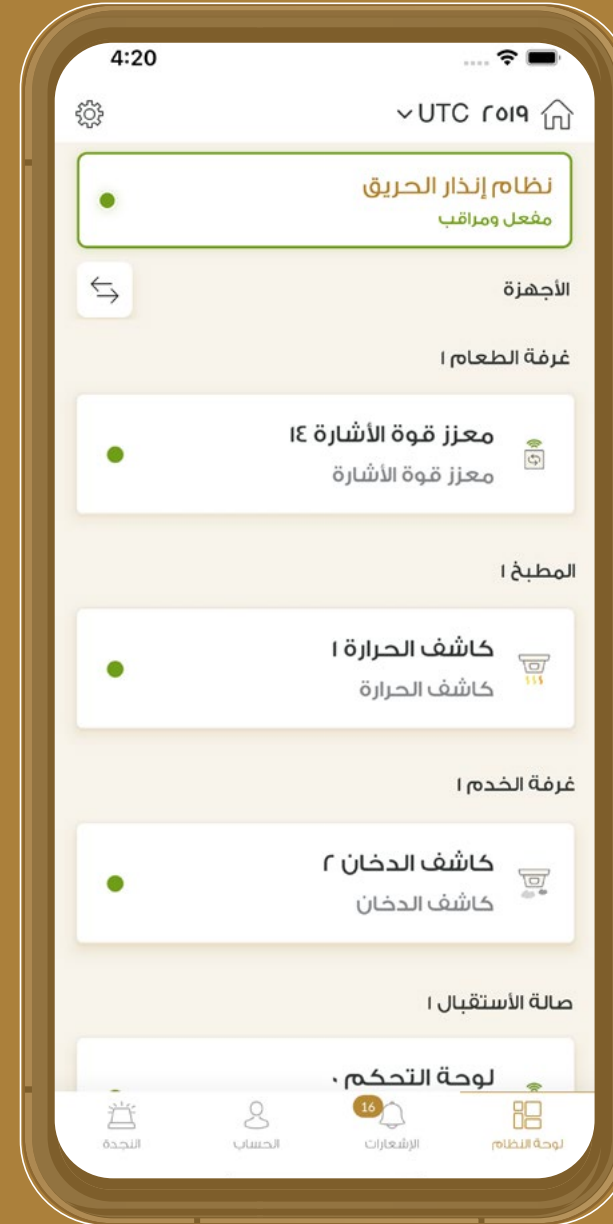 4:20
UTC ٢٥١٩
نظام إنذار الحريق
مفعل ومراقب
الأجهزة
غرفة الطعام ١
معزز قوة الأشارة ١٤
معزز قوة الأشارة
المطبخ ١
كاشف الحرارة ١
كاشف الحرارة
غرفة الخدم ١
كاشف الدخان ٢
كاشف الدخان
صالة الأستقبال ١
لوحة التحكم ٠
16
لوحة النظام
الإشعارات
الحساب
النجدة